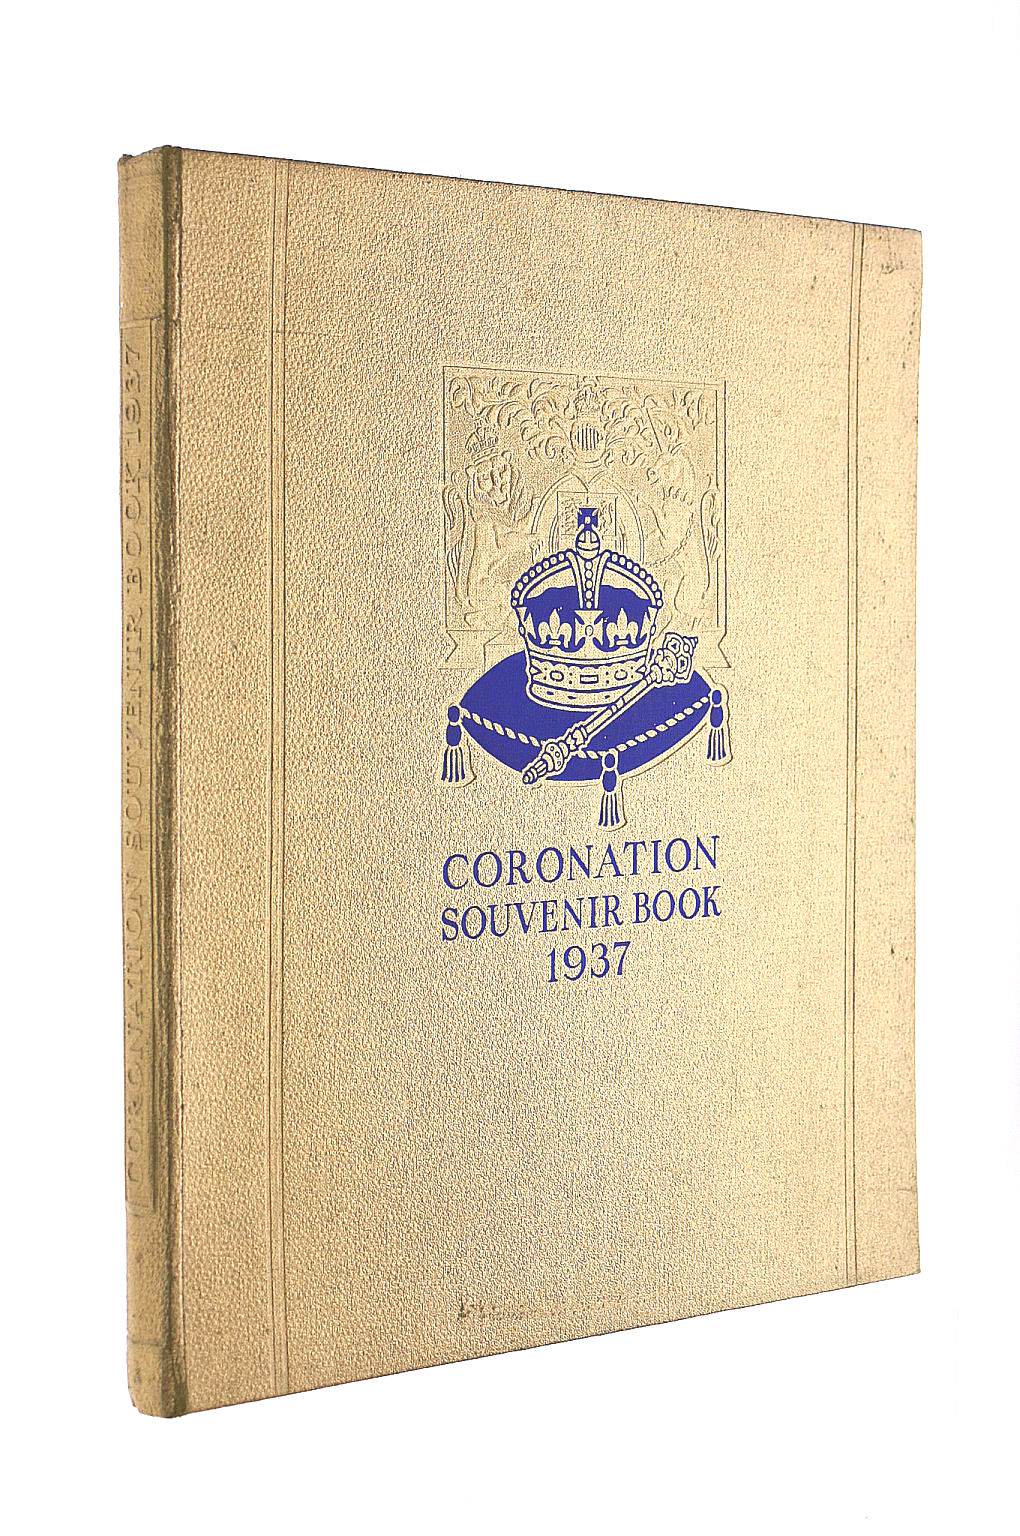 CORONATION SOUVENIR BOOK 1937
CORONATION
SOUVENIR BOOK
1937